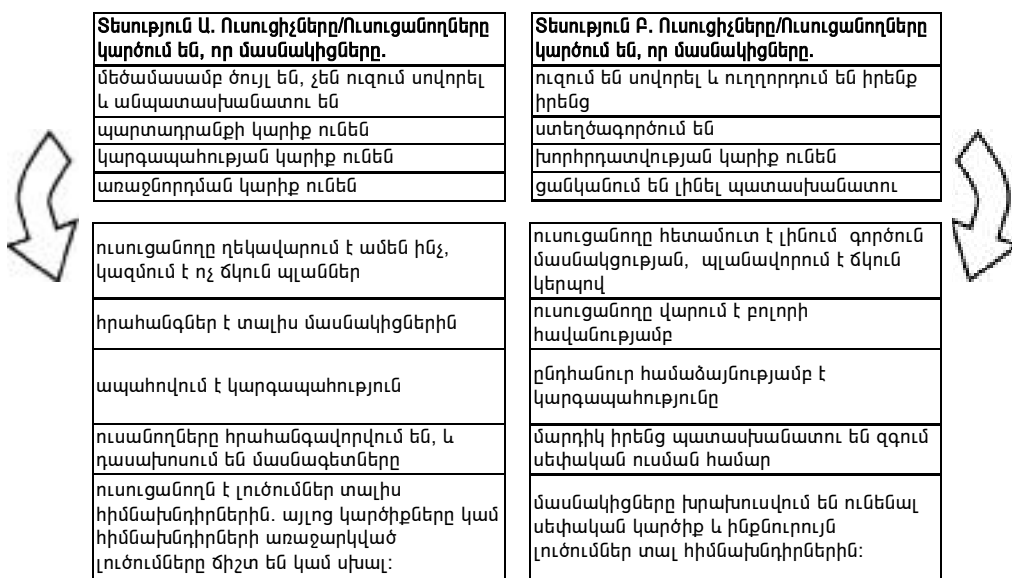 Տեսություն Ա. Ուսուցիչները/Ուսուցանողները
կարծում են, որ մասնակիցները.
մեծամասամբ ծույլ են, չեն ուզում սովորել
և անպատասխանատու են
պարտադրանքի կարիք ունեն
կարգապահության կարիք ունեն
առաջնորդման կարիք ունեն
ուսուցանողը ղեկավարում է ամեն ինչ,
կազմում է ոչ ճկուն պլաններ
հրահանգներ է տալիս մասնակիցներին
ապահովում է կարգապահություն
ուսանողները հրահանգավորվում են, և
դասախոսում են մասնագետները
ուսուցանողն է լուծումներ տալիս
հիմնախնդիրներին. այլոց կարծիքները կամ
հիմնախնդիրների առաջարկված
լուծումները ճիշտ են կամ սխալ:
Տեսություն Բ. Ուսուցիչները/Ուսուցանողները
կարծում են, որ մասնակիցները.
ուզում են սովորել և ուղղորդում են իրենք
իրենց
ստեղծագործում են
խորհրդատվության կարիք ունեն
ցանկանում են լինել պատասխանատու
ուսուցանողը հետամուտ է լինում գործուն
մասնակցության, պլանավորում է ճկուն
կերպով
ուսուցանողը վարում է բոլորի
հավանությամբ
ընդհանուր համաձայնությամբ է
կարգապահությունը
մարդիկ իրենց պատասխանատու են զգում
սեփական ուսման համար
մասնակիցները խրախուսվում են ունենալ
սեփական կարծիք և ինքնուրույն
լուծումներ տալ հիմնախնդիրներին: